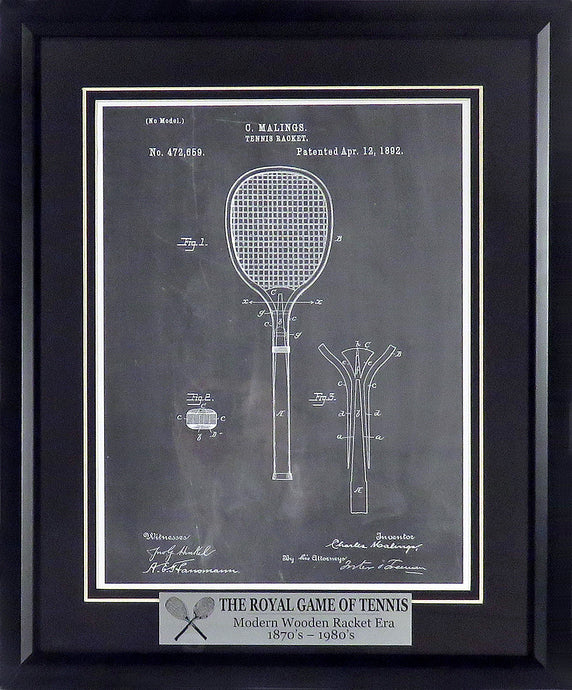 (No Model.)
C. MALINGS.
TENNIS RACKET.
No. 472,659.
Patented Apr. 12, 1892.
Fig. 1.
B
C
x x
g c
c b
g
A
Fig. 2.
c
c c
b D
Fig. 3.
h C B
c c
d d
a a
A
Witnesses
Inventor
Charles Malings
By his Attorneys
THE ROYAL GAME OF TENNIS
Modern Wooden Racket Era
1870's – 1980's